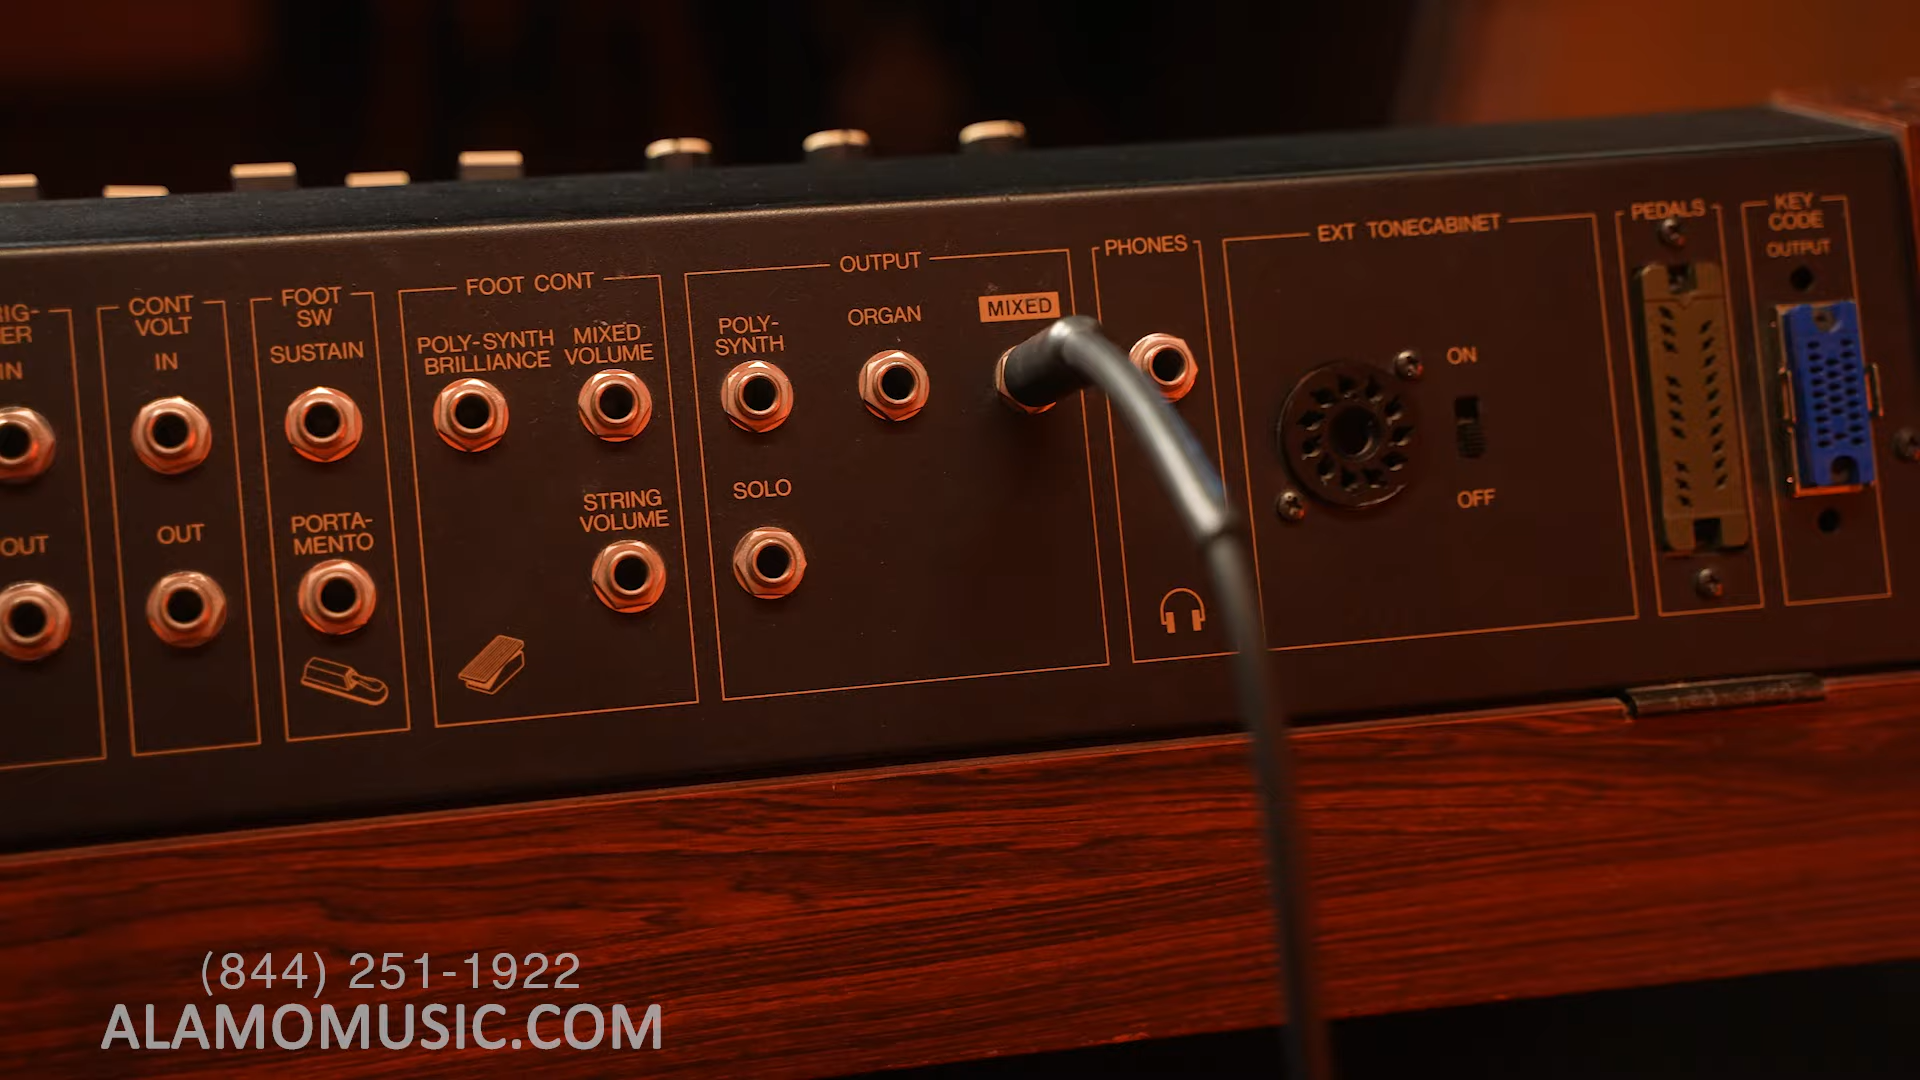 RIG-
ER
IN
OUT
CONT
VOLT
IN
OUT
FOOT
SW
SUSTAIN
PORTA-
MENTO
FOOT CONT
POLY-SYNTH
BRILLIANCE
MIXED
VOLUME
STRING
VOLUME
OUTPUT
POLY-
SYNTH
ORGAN
MIXED
SOLO
PHONES
EXT TONECABINET
ON
OFF
PEDALS
KEY
CODE
OUTPUT
(844) 251-1922
ALAMOMUSIC.COM